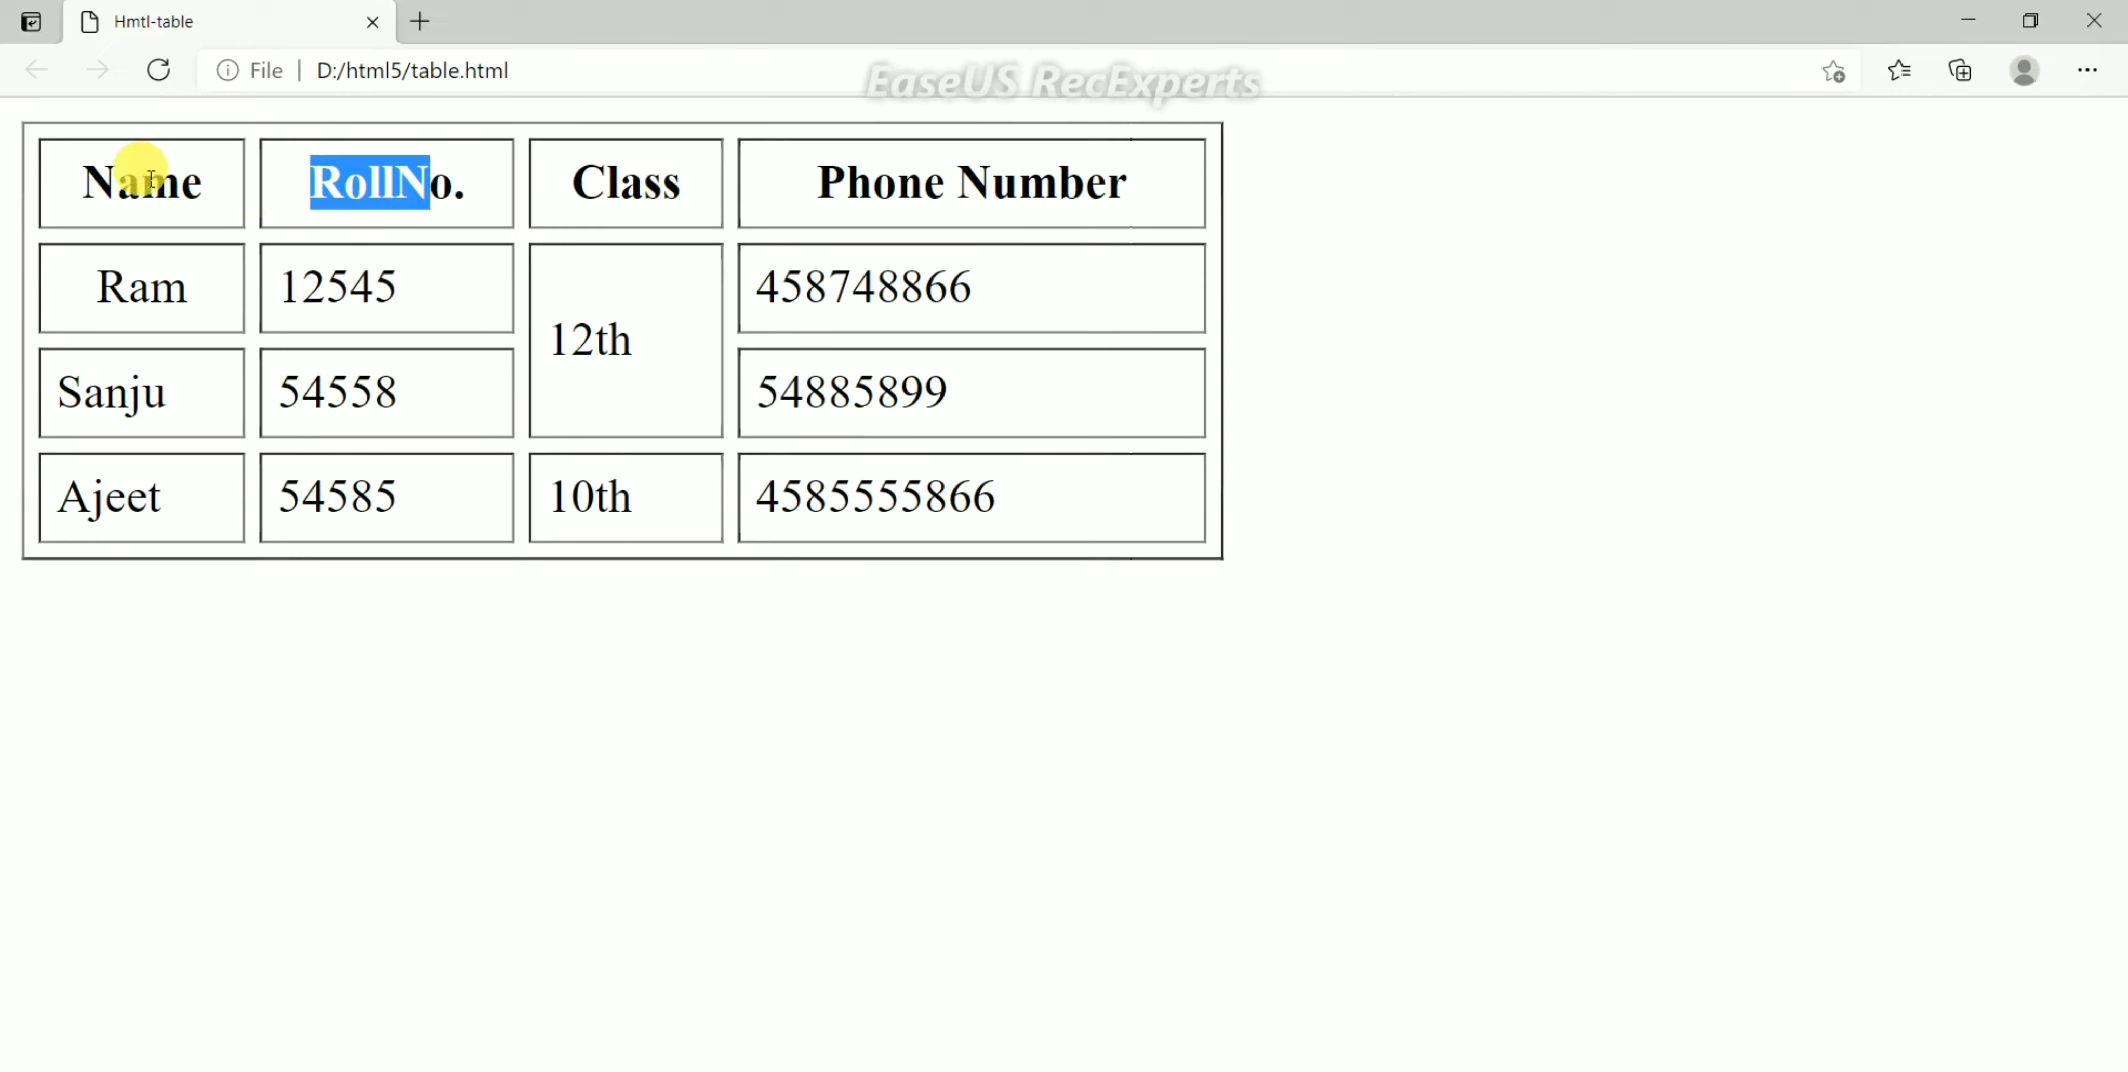 Hmtl-table
File | D:/html5/table.html
EaseUS RecExperts
Name RollNo. Class Phone Number
Ram 12545 12th 458748866
Sanju 54558 54885899
Ajeet 54585 10th 4585555866